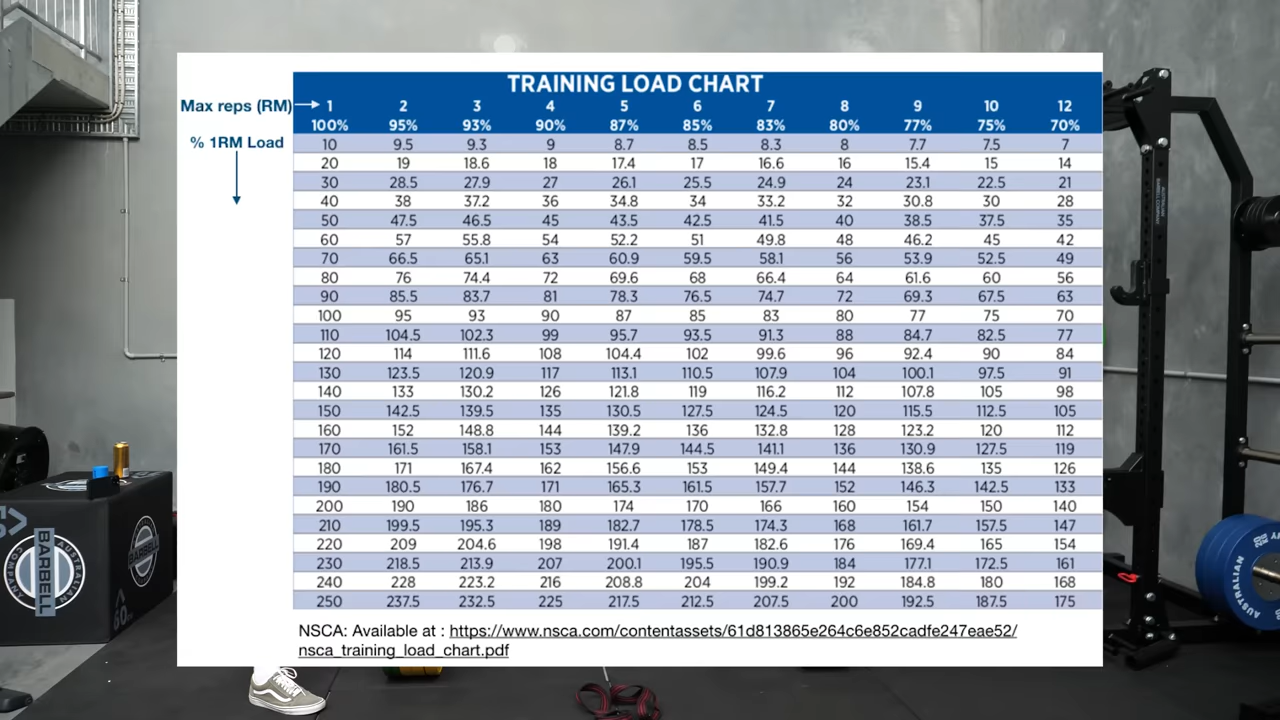 TRAINING LOAD CHART
Max reps (RM) 1 2 3 4 5 6 7 8 9 10 12
100% 95% 93% 90% 87% 85% 83% 80% 77% 75% 70%
% 1RM Load 10 9.5 9.3 9 8.7 8.5 8.3 8 7.7 7.5 7
20 19 18.6 18 17.4 17 16.6 16 15.4 15 14
30 28.5 27.9 27 26.1 25.5 24.9 24 23.1 22.5 21
40 38 37.2 36 34.8 34 33.2 32 30.8 30 28
50 47.5 46.5 45 43.5 42.5 41.5 40 38.5 37.5 35
60 57 55.8 54 52.2 51 49.8 48 46.2 45 42
70 66.5 65.1 63 60.9 59.5 58.1 56 53.9 52.5 49
80 76 74.4 72 69.6 68 66.4 64 61.6 60 56
90 85.5 83.7 81 78.3 76.5 74.7 72 69.3 67.5 63
100 95 93 90 87 85 83 80 77 75 70
110 104.5 102.3 99 95.7 93.5 91.3 88 84.7 82.5 77
120 114 111.6 108 104.4 102 99.6 96 92.4 90 84
130 123.5 120.9 117 113.1 110.5 107.9 104 100.1 97.5 91
140 133 130.2 126 121.8 119 116.2 112 107.8 105 98
150 142.5 139.5 135 130.5 127.5 124.5 120 115.5 112.5 105
160 152 148.8 144 139.2 136 132.8 128 123.2 120 112
170 161.5 158.1 153 147.9 144.5 141.1 136 130.9 127.5 119
180 171 167.4 162 156.6 153 149.4 144 138.6 135 126
190 180.5 176.7 171 165.3 161.5 157.7 152 146.3 142.5 133
200 190 186 180 174 170 166 160 154 150 140
210 199.5 195.3 189 182.7 178.5 174.3 168 161.7 157.5 147
220 209 204.6 198 191.4 187 182.6 176 169.4 165 154
230 218.5 213.9 207 200.1 195.5 190.9 184 177.1 172.5 161
240 228 223.2 216 208.8 204 199.2 192 184.8 180 168
250 237.5 232.5 225 217.5 212.5 207.5 200 192.5 187.5 175
NSCA: Available at : https://www.nsca.com/contentassets/61d813865e264c6e852cadfe247eae52/
nsca_training_load_chart.pdf
AUSTRALIAN
BARBELL
COMPANY
BARBELL
AUSTRALIAN